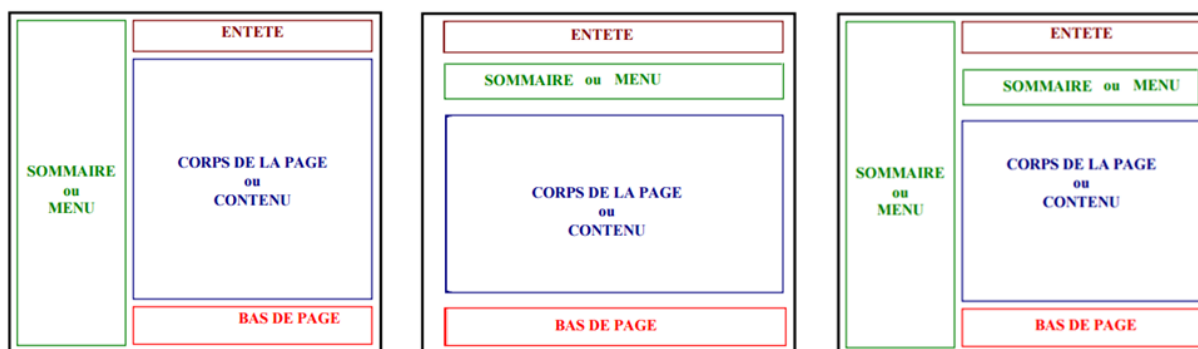 ENTETE
SOMMAIRE
ou
MENU
CORPS DE LA PAGE
ou
CONTENU
BAS DE PAGE
ENTETE
SOMMAIRE ou MENU
CORPS DE LA PAGE
ou
CONTENU
BAS DE PAGE
ENTETE
SOMMAIRE ou MENU
SOMMAIRE
ou
MENU
CORPS DE LA PAGE
ou
CONTENU
BAS DE PAGE